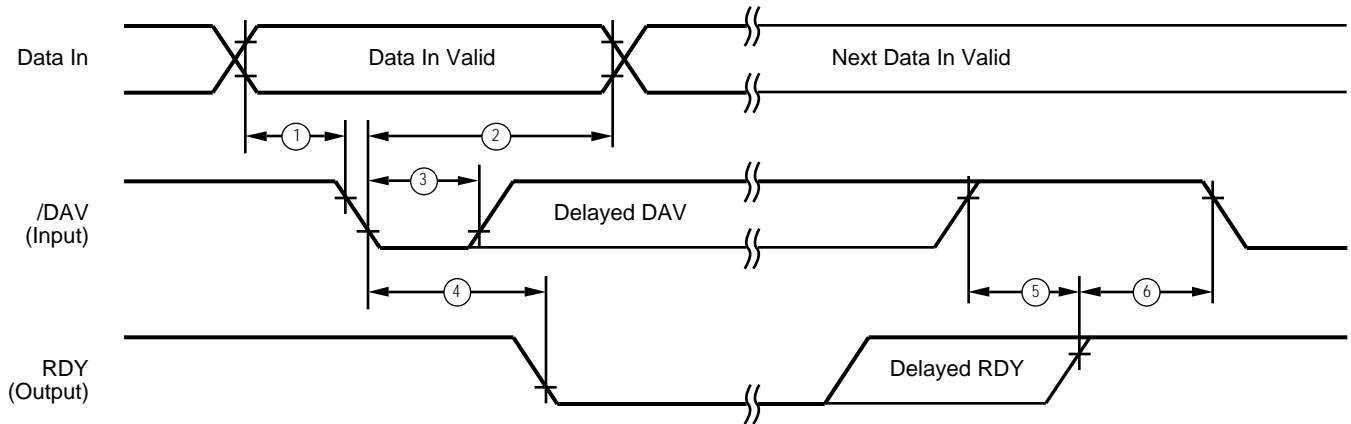 Data In
Data In Valid
Next Data In Valid
1
2
3
/DAV
(Input)
Delayed DAV
4
5
6
RDY
(Output)
Delayed RDY